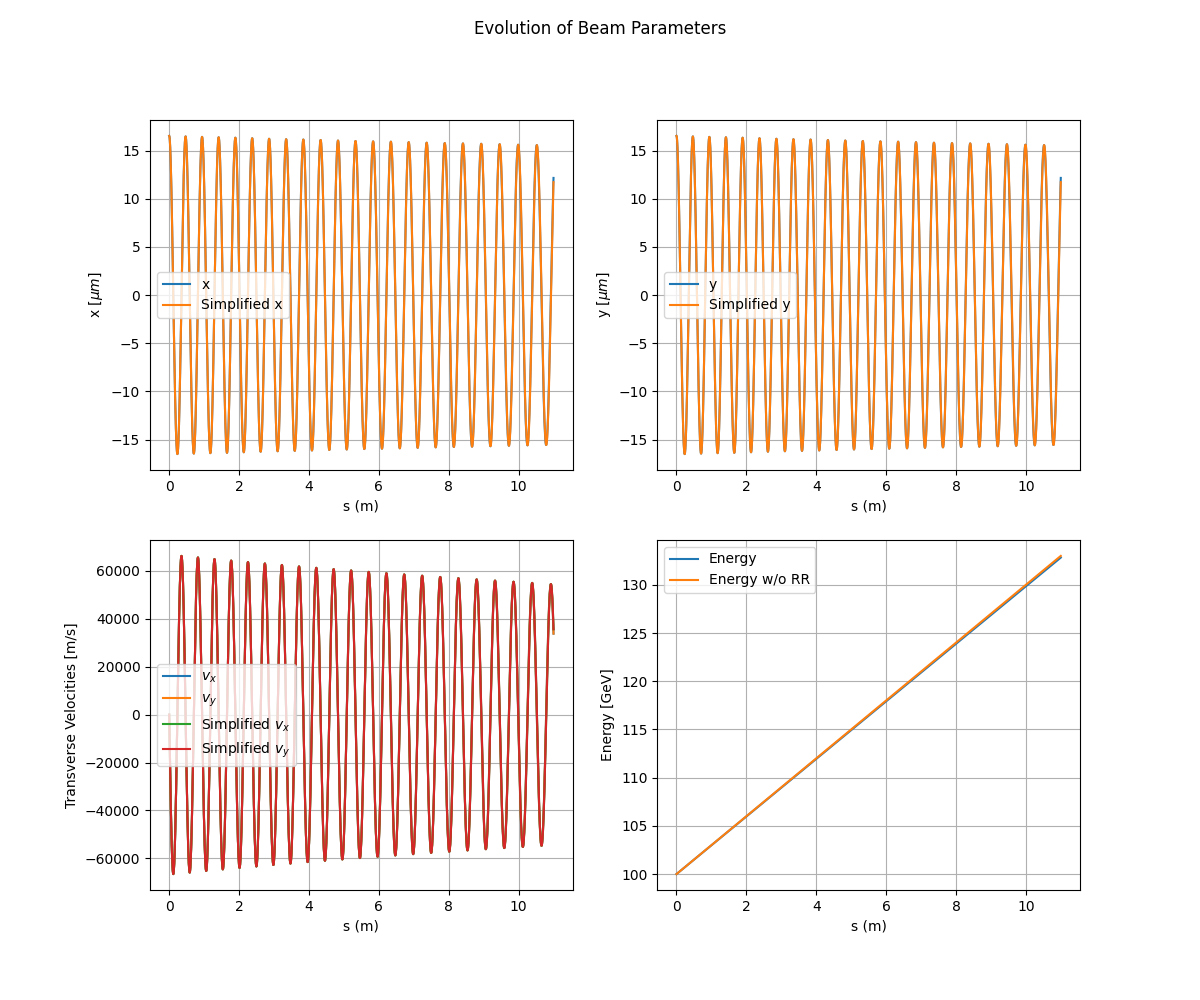 Evolution of Beam Parameters
x [μm]
15
10
5
0
−5
−10
−15
x
Simplified x
0 2 4 6 8 10
s (m)
y [μm]
15
10
5
0
−5
−10
−15
y
Simplified y
0 2 4 6 8 10
s (m)
Transverse Velocities [m/s]
60000
40000
20000
0
−20000
−40000
−60000
v_x
v_y
Simplified v_x
Simplified v_y
0 2 4 6 8 10
s (m)
Energy [GeV]
130
125
120
115
110
105
100
Energy
Energy w/o RR
0 2 4 6 8 10
s (m)